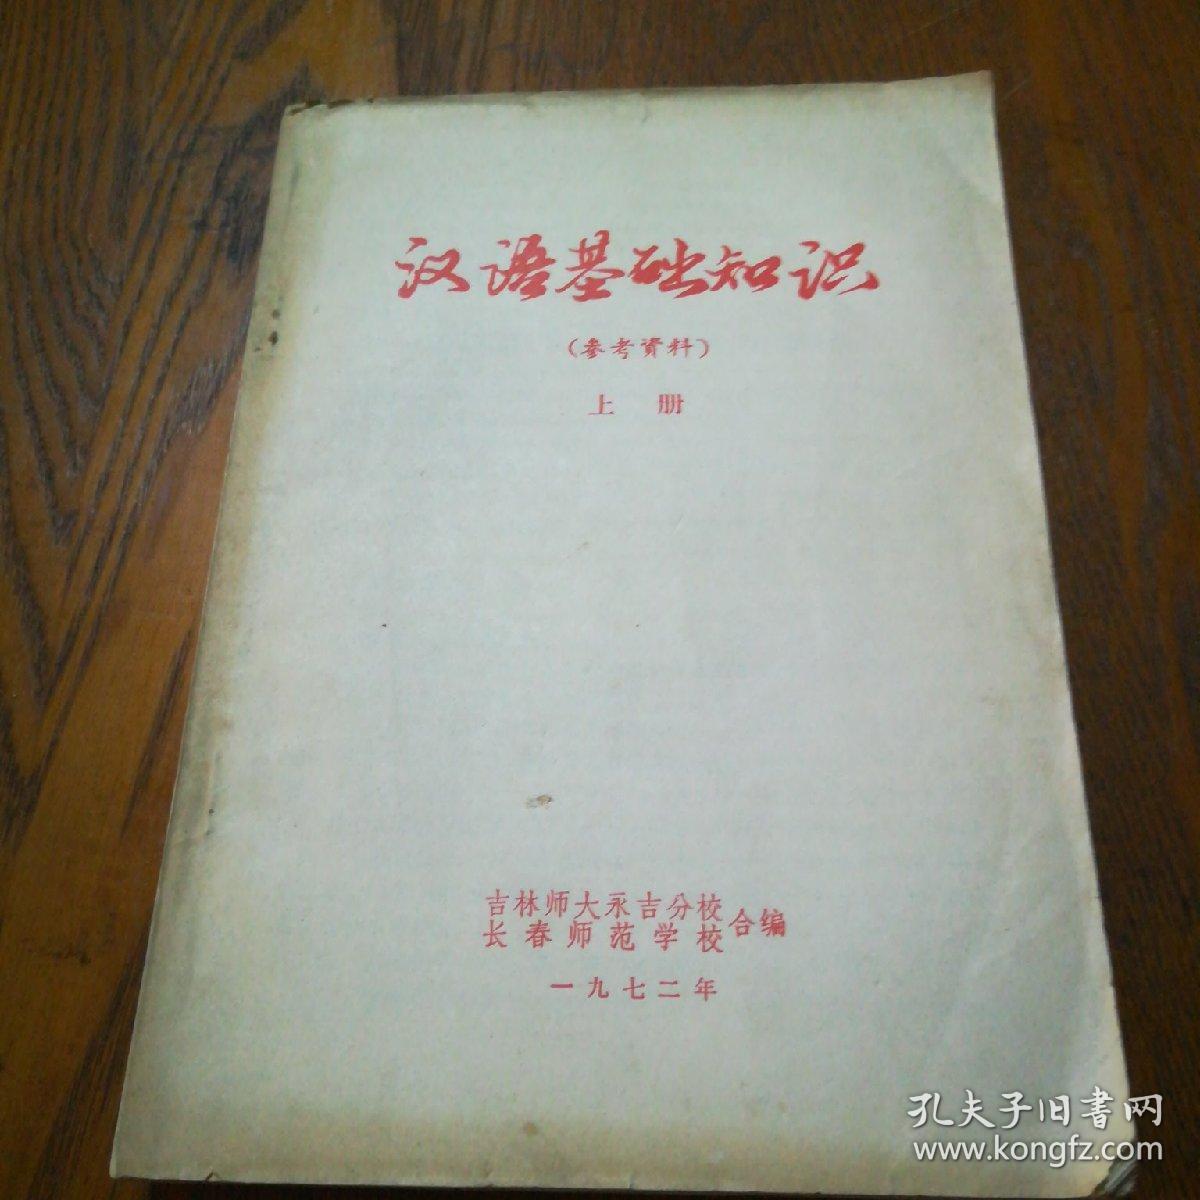 汉语基础知识
（参考資料）
上册
吉林师大永吉分校
长春师范学校
合编
一九七二年
孔夫子旧書网
www.kongfz.com